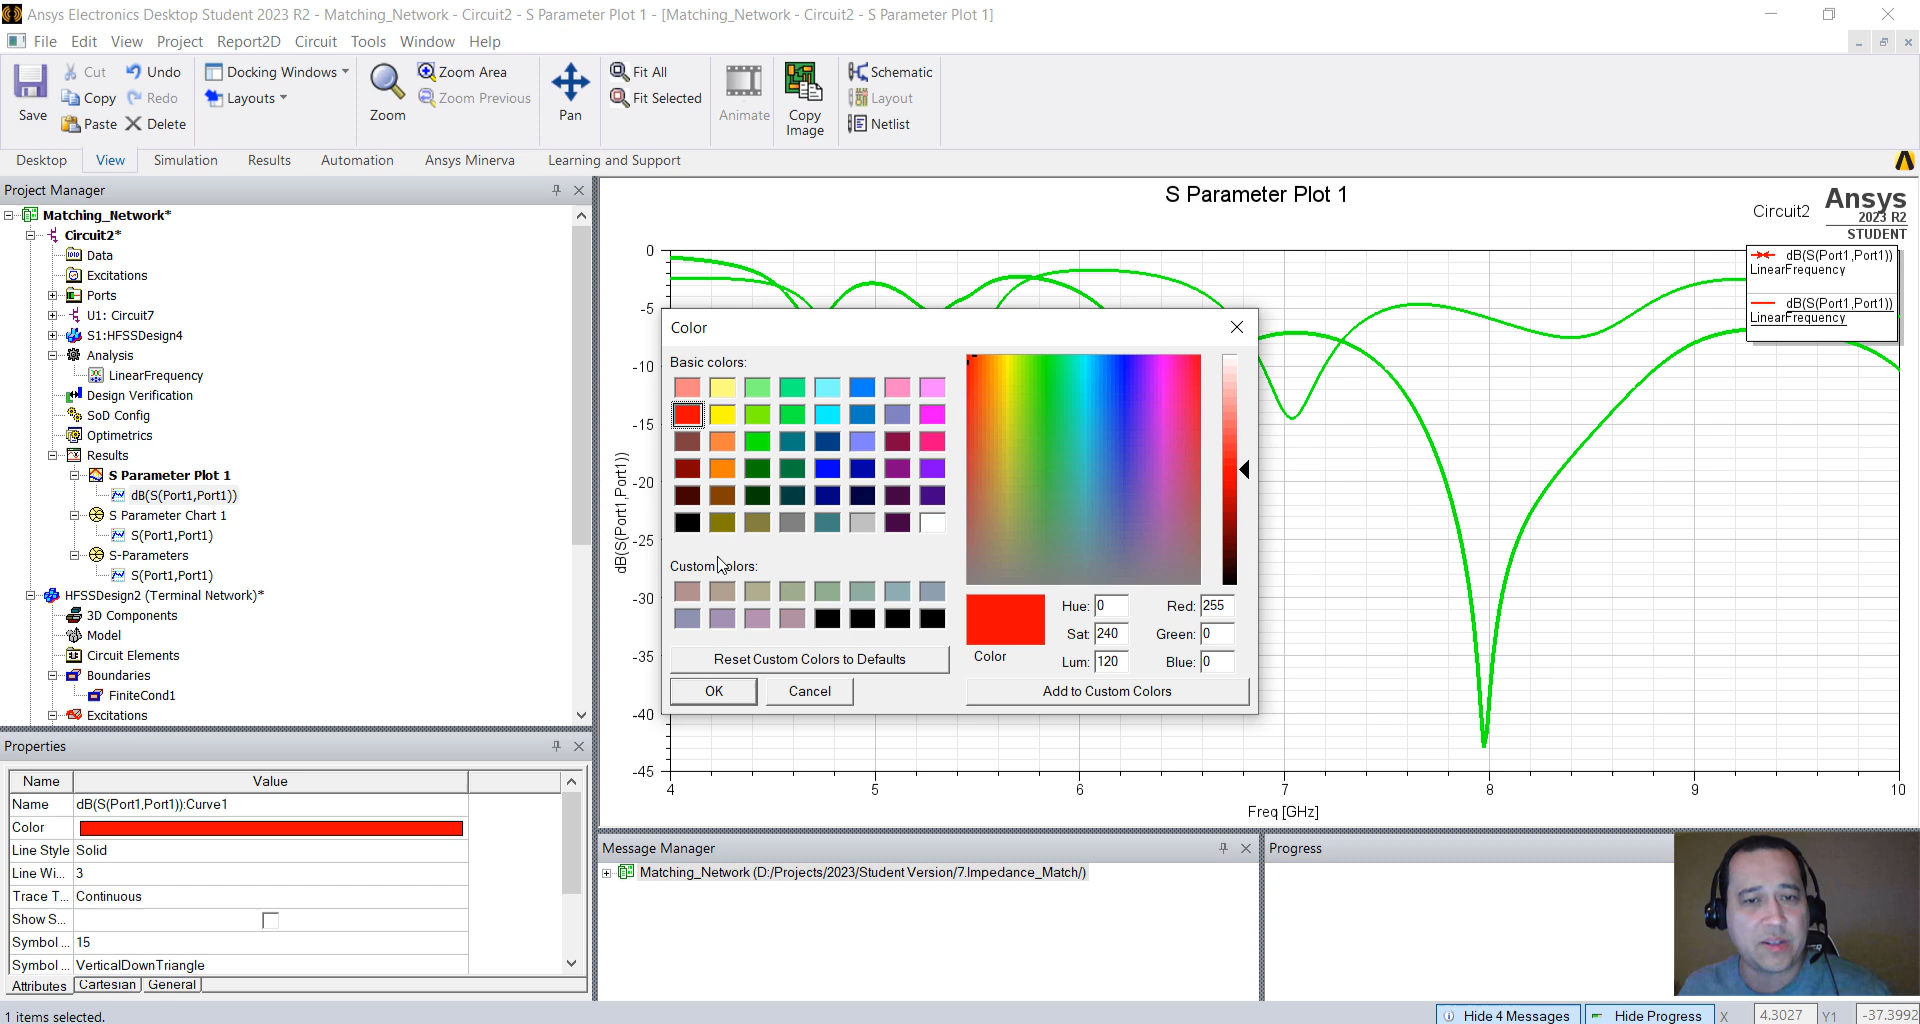 Ansys Electronics Desktop Student 2023 R2 - Matching_Network - Circuit2 - S Parameter Plot 1 - [Matching_Network - Circuit2 - S Parameter Plot 1]
File Edit View Project Report2D Circuit Tools Window Help
Save
Cut
Copy
Paste
Undo
Redo
Delete
Docking Windows
Layouts
Zoom
Zoom Area
Zoom Previous
Pan
Fit All
Fit Selected
Animate
Copy
Image
Schematic
Layout
Netlist
Desktop View Simulation Results Automation Ansys Minerva Learning and Support
Project Manager
Matching_Network*
Circuit2*
Data
Excitations
Ports
U1: Circuit7
S1:HFSSDesign4
Analysis
LinearFrequency
Design Verification
SoD Config
Optimetrics
Results
S Parameter Plot 1
dB(S(Port1,Port1))
S Parameter Chart 1
S(Port1,Port1)
S-Parameters
S(Port1,Port1)
HFSSDesign2 (Terminal Network)*
3D Components
Model
Circuit Elements
Boundaries
FiniteCond1
Excitations
Properties
Name Value
Name dB(S(Port1,Port1)):Curve1
Color
Line Style Solid
Line Wi... 3
Trace T... Continuous
Show S...
Symbol ... 15
Symbol ... VerticalDownTriangle
Attributes Cartesian General
1 items selected.
S Parameter Plot 1
Circuit2
Ansys
2023 R2
STUDENT
dB(S(Port1,Port1))
LinearFrequency
dB(S(Port1,Port1))
LinearFrequency
0
-5
-10
-15
-20
-25
-30
-35
-40
-45
dB(S(Port1,Port1))
4 5 6 7 8 9 10
Freq [GHz]
Color
Basic colors:
Custom colors:
Reset Custom Colors to Defaults
OK Cancel
Color
Hue: 0
Sat: 240
Lum: 120
Red: 255
Green: 0
Blue: 0
Add to Custom Colors
Message Manager
Matching_Network (D:/Projects/2023/Student Version/7.Impedance_Match/)
Progress
Hide 4 Messages Hide Progress X 4.3027 Y1 -37.3992